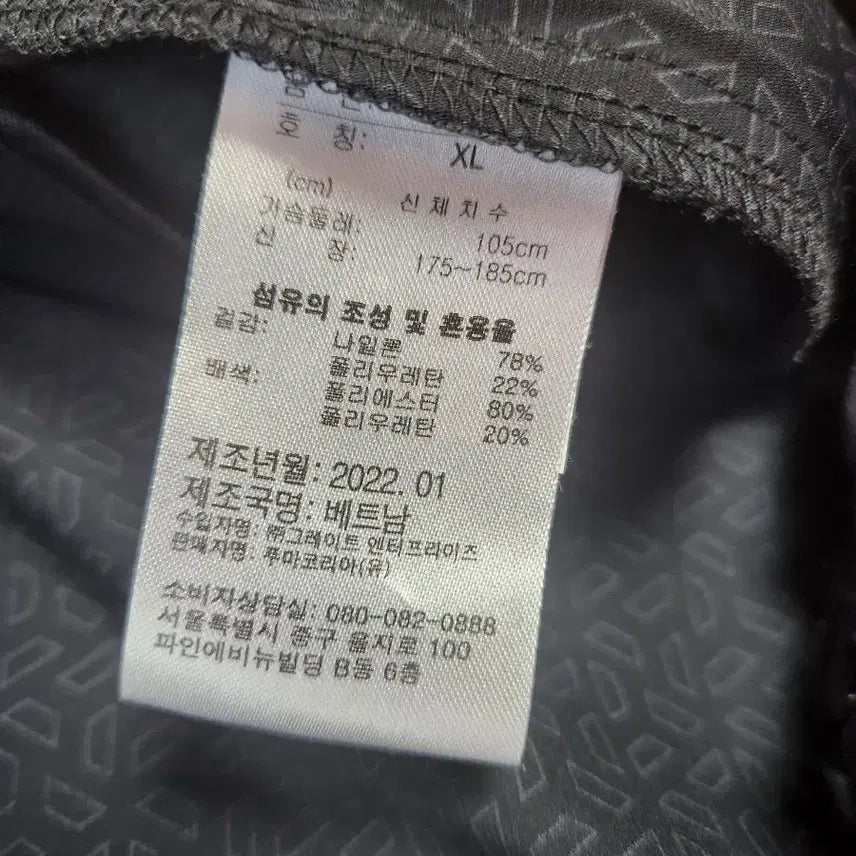 호 칭: XL
(cm) 신체치수
가슴둘레: 105cm
신 장: 175~185cm
섬유의 조성 및 혼용율
겉감: 나일론 78%
폴리우레탄 22%
배색: 폴리에스터 80%
폴리우레탄 20%
제조년월: 2022. 01
제조국명: 베트남
수입자명: ㈜그레이트 엔터프라이즈
판매자명: 푸마코리아(유)
소비자상담실: 080-082-0888
서울특별시 중구 을지로 100
파인에비뉴빌딩 B동 6층